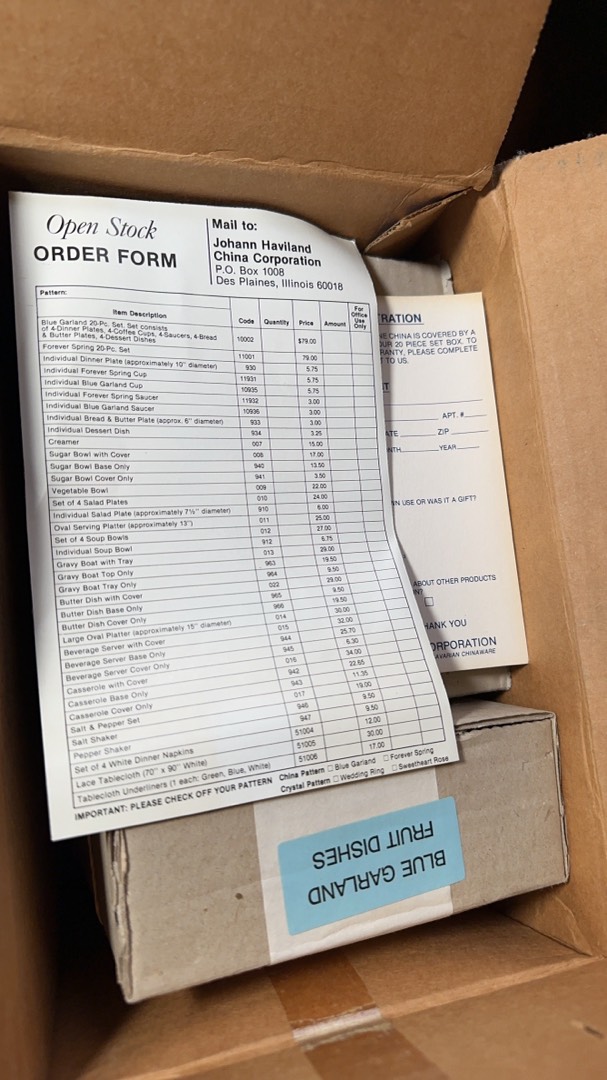 Open Stock
ORDER FORM
Mail to:
Johann Haviland
China Corporation
P.O. Box 1008
Des Plaines, Illinois 60018
Pattern:
Item Description Code Quantity Price Amount For Office Use Only
Blue Garland 20-Pc. Set. Set consists
of 4-Dinner Plates, 4-Coffee Cups, 4-Saucers, 4-Bread
& Butter Plates, 4-Dessert Dishes 10002 $79.00
Forever Spring 20-Pc. Set 11001 79.00
Individual Dinner Plate (approximately 10" diameter) 930 5.75
Individual Forever Spring Cup 11931 5.75
Individual Blue Garland Cup 10935 5.75
Individual Forever Spring Saucer 11932 3.00
Individual Blue Garland Saucer 10936 3.00
Individual Bread & Butter Plate (approx. 6" diameter) 933 3.00
Individual Dessert Dish 934 3.25
Creamer 007 15.00
Sugar Bowl with Cover 008 17.00
Sugar Bowl Base Only 940 13.50
Sugar Bowl Cover Only 941 3.50
Vegetable Bowl 009 22.00
Set of 4 Salad Plates 010 24.00
Individual Salad Plate (approximately 7½" diameter) 910 6.00
Oval Serving Platter (approximately 13") 011 25.00
Set of 4 Soup Bowls 012 27.00
Individual Soup Bowl 912 6.75
Gravy Boat with Tray 013 29.00
Gravy Boat Top Only 963 19.50
Gravy Boat Tray Only 964 9.50
Butter Dish with Cover 022 29.00
Butter Dish Base Only 965 9.50
Butter Dish Cover Only 966 19.50
Large Oval Platter (approximately 15" diameter) 014 30.00
Beverage Server with Cover 015 32.00
Beverage Server Base Only 944 25.70
Beverage Server Cover Only 945 6.30
Casserole with Cover 016 34.00
Casserole Base Only 942 22.65
Casserole Cover Only 943 11.35
Salt & Pepper Set 017 19.00
Salt Shaker 946 9.50
Pepper Shaker 947 9.50
Set of 4 White Dinner Napkins 51004 12.00
Lace Tablecloth (70" x 90" White) 51005 30.00
Tablecloth Underliners (1 each: Green, Blue, White) 51006 17.00
IMPORTANT: PLEASE CHECK OFF YOUR PATTERN China Pattern □ Blue Garland □ Forever Spring
Crystal Pattern □ Wedding Ring □ Sweetheart Rose
TRATION
CHINA IS COVERED BY A
20 PIECE SET BOX. TO
PLEASE COMPLETE
TO US.
APT. #
ZIP
YEAR
USE OR WAS IT A GIFT?
ABOUT OTHER PRODUCTS
HANK YOU
ORPORATION
AVARIAN CHINAWARE
BLUE GARLAND
FRUIT DISHES